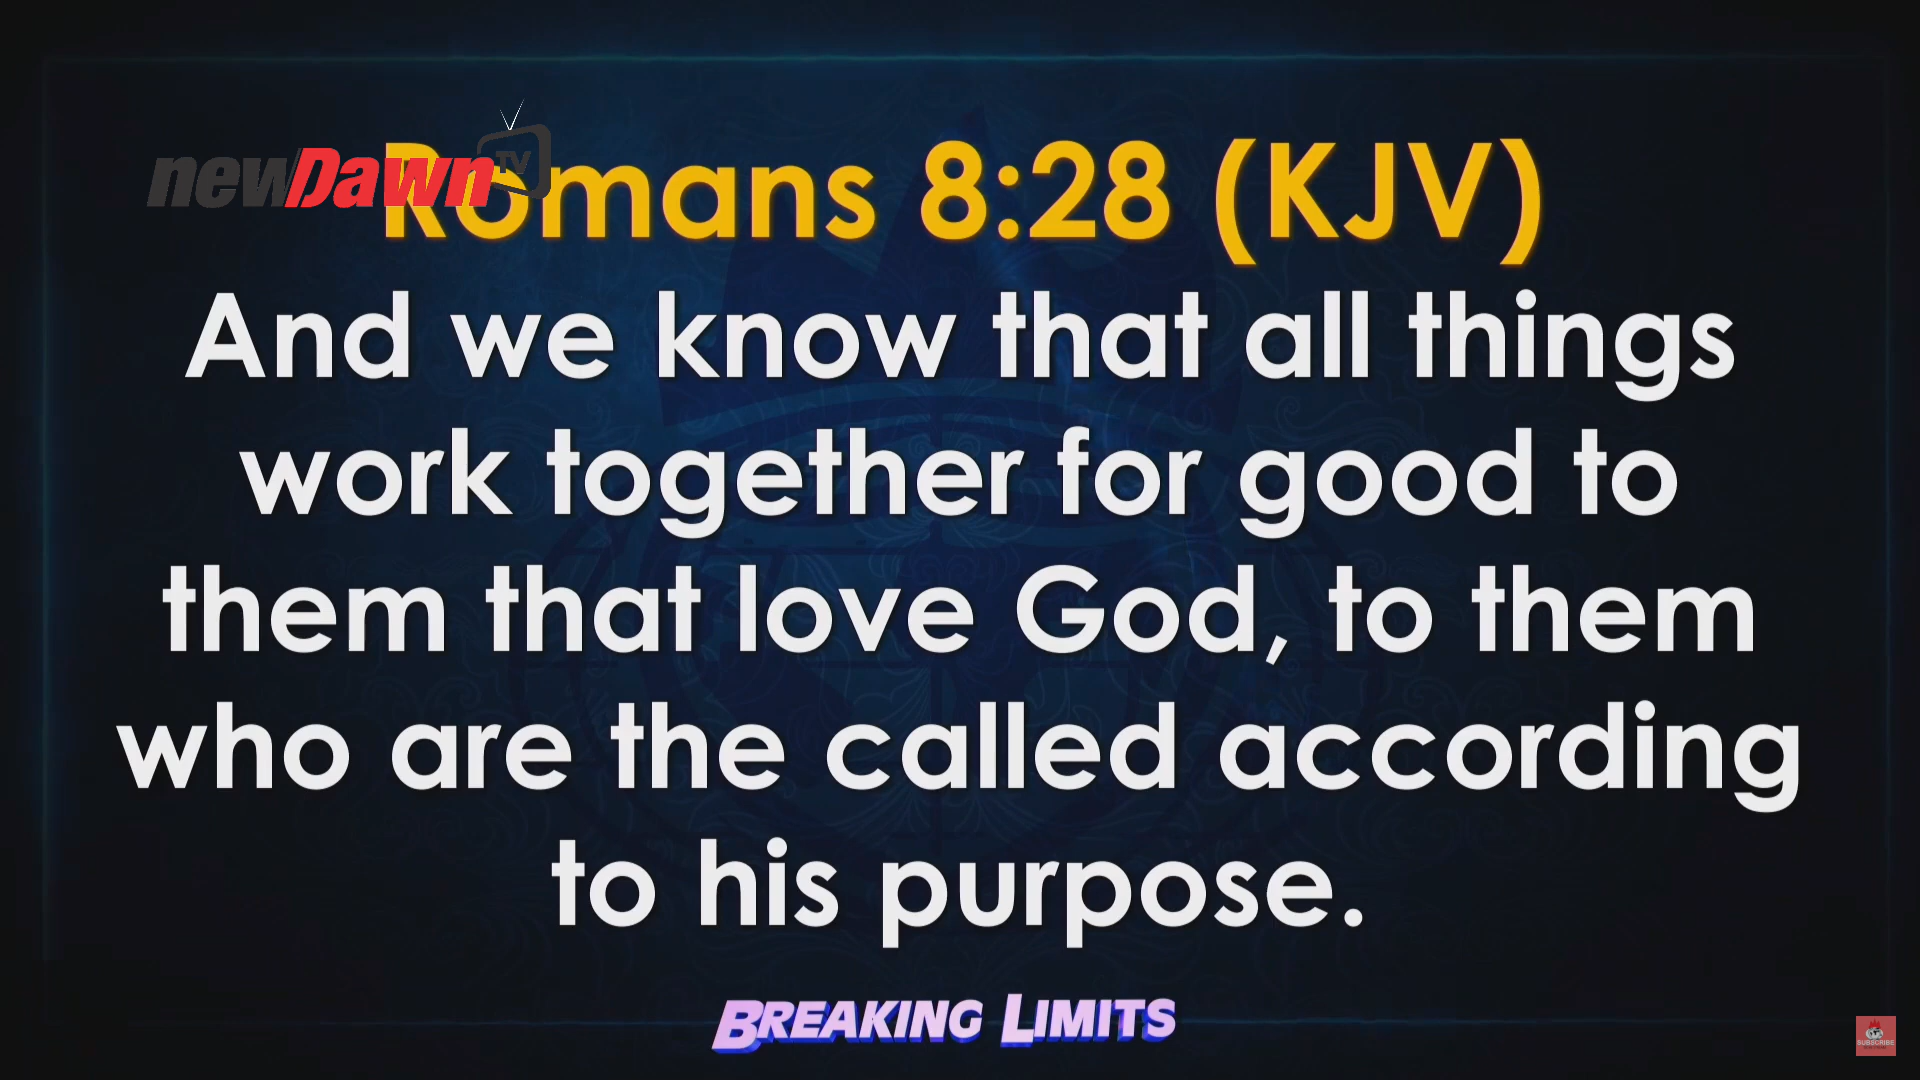 newDawn TV
Romans 8:28 (KJV)
And we know that all things
work together for good to
them that love God, to them
who are the called according
to his purpose.
BREAKING LIMITS
SUBSCRIBE